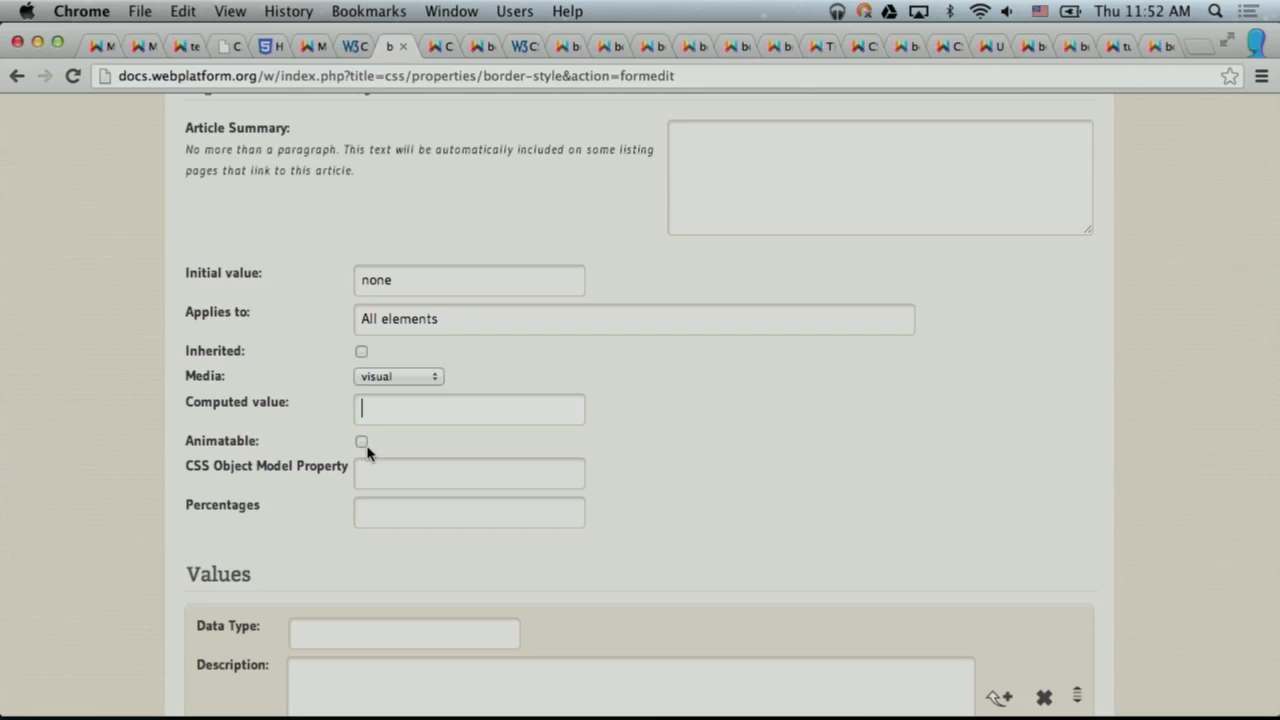 Chrome File Edit View History Bookmarks Window Users Help Thu 11:52 AM
docs.webplatform.org/w/index.php?title=css/properties/border-style&action=formedit
Article Summary:
No more than a paragraph. This text will be automatically included on some listing
pages that link to this article.
Initial value: none
Applies to: All elements
Inherited:
Media: visual
Computed value:
Animatable:
CSS Object Model Property
Percentages
Values
Data Type:
Description: